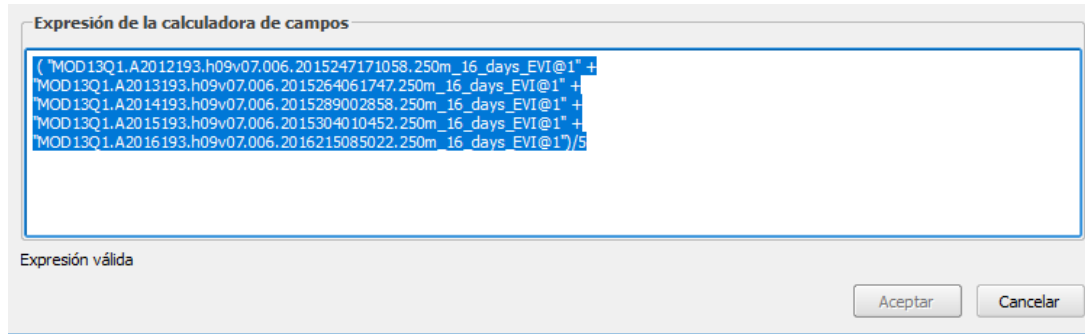 Expresión de la calculadora de campos
( "MOD13Q1.A2012193.h09v07.006.2015247171058.250m_16_days_EVI@1" +
"MOD13Q1.A2013193.h09v07.006.2015264061747.250m_16_days_EVI@1" +
"MOD13Q1.A2014193.h09v07.006.2015289002858.250m_16_days_EVI@1" +
"MOD13Q1.A2015193.h09v07.006.2015304010452.250m_16_days_EVI@1" +
"MOD13Q1.A2016193.h09v07.006.2016215085022.250m_16_days_EVI@1")/5
Expresión válida
Aceptar Cancelar